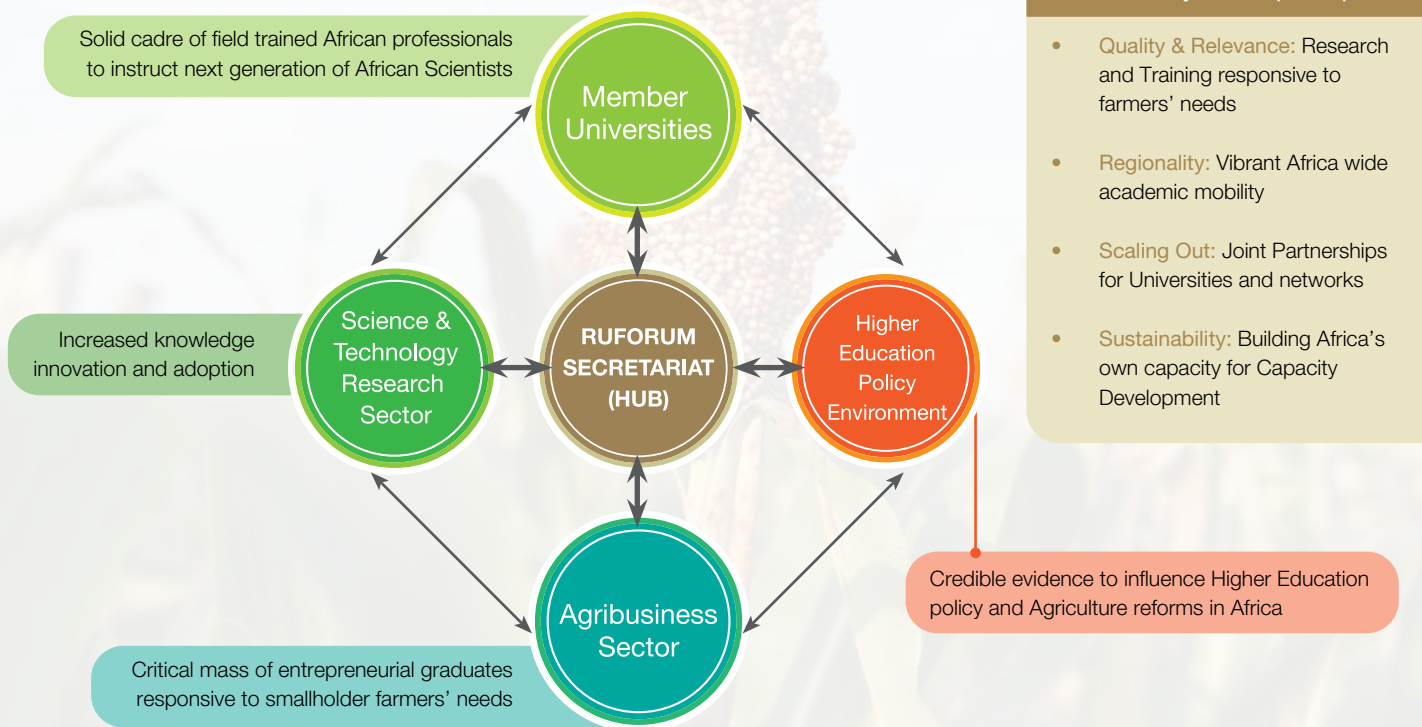 Solid cadre of field trained African professionals
to instruct next generation of African Scientists
Member
Universities
Science &
Technology
Research
Sector
Increased knowledge
innovation and adoption
RUFORUM
SECRETARIAT
(HUB)
Higher
Education
Policy
Environment
Agribusiness
Sector
Critical mass of entrepreneurial graduates
responsive to smallholder farmers’ needs
Credible evidence to influence Higher Education
policy and Agriculture reforms in Africa
• Quality & Relevance: Research
and Training responsive to
farmers’ needs
• Regionality: Vibrant Africa wide
academic mobility
• Scaling Out: Joint Partnerships
for Universities and networks
• Sustainability: Building Africa’s
own capacity for Capacity
Development